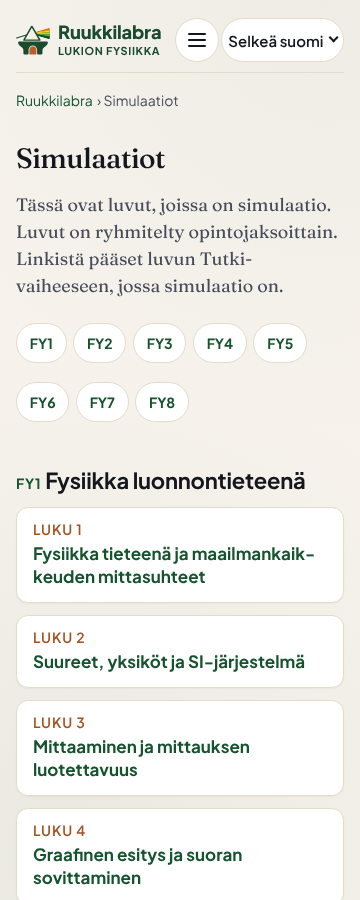 Ruukkilabra
LUKION FYSIIKKA
Selkeä suomi
Ruukkilabra › Simulaatiot
Simulaatiot
Tässä ovat luvut, joissa on simulaatio.
Luvut on ryhmitelty opintojaksoittain.
Linkistä pääset luvun Tutki-
vaiheeseen, jossa simulaatio on.
FY1 FY2 FY3 FY4 FY5
FY6 FY7 FY8
FY1 Fysiikka luonnontieteenä
LUKU 1
Fysiikka tieteenä ja maailmankaik-
keuden mittasuhteet
LUKU 2
Suureet, yksiköt ja SI-järjestelmä
LUKU 3
Mittaaminen ja mittauksen
luotettavuus
LUKU 4
Graafinen esitys ja suoran
sovittaminen